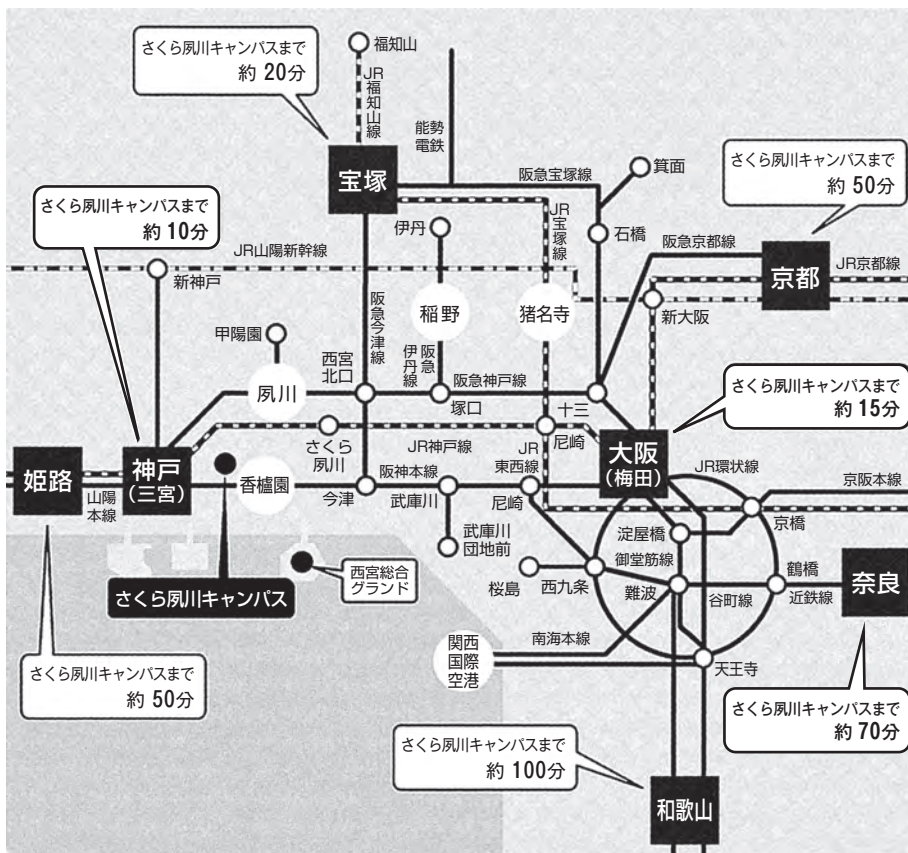 さくら夙川キャンパスまで
約 20分
福知山
JR福知山線
能勢
電鉄
宝塚
阪急宝塚線
箕面
さくら夙川キャンパスまで
約 50分
さくら夙川キャンパスまで
約 10分
伊丹
JR宝塚線
石橋
阪急京都線
JR山陽新幹線
京都
JR京都線
新神戸
阪急今津線
稲野
猪名寺
新大阪
甲陽園
西宮
北口
阪急
伊丹線
阪急神戸線
夙川
塚口
十三
さくら夙川キャンパスまで
約 15分
さくら
夙川
JR神戸線
尼崎
大阪
(梅田)
姫路
神戸
(三宮)
香櫨園
阪神本線
JR
東西線
JR環状線
京阪本線
山陽
本線
今津
武庫川
尼崎
京橋
淀屋橋
武庫川
団地前
御堂筋線
鶴橋
さくら夙川キャンパス
西宮総合
グランド
桜島
西九条
難波
谷町線
近鉄線
奈良
関西
国際
空港
南海本線
天王寺
さくら夙川キャンパスまで
約 50分
さくら夙川キャンパスまで
約 70分
さくら夙川キャンパスまで
約 100分
和歌山